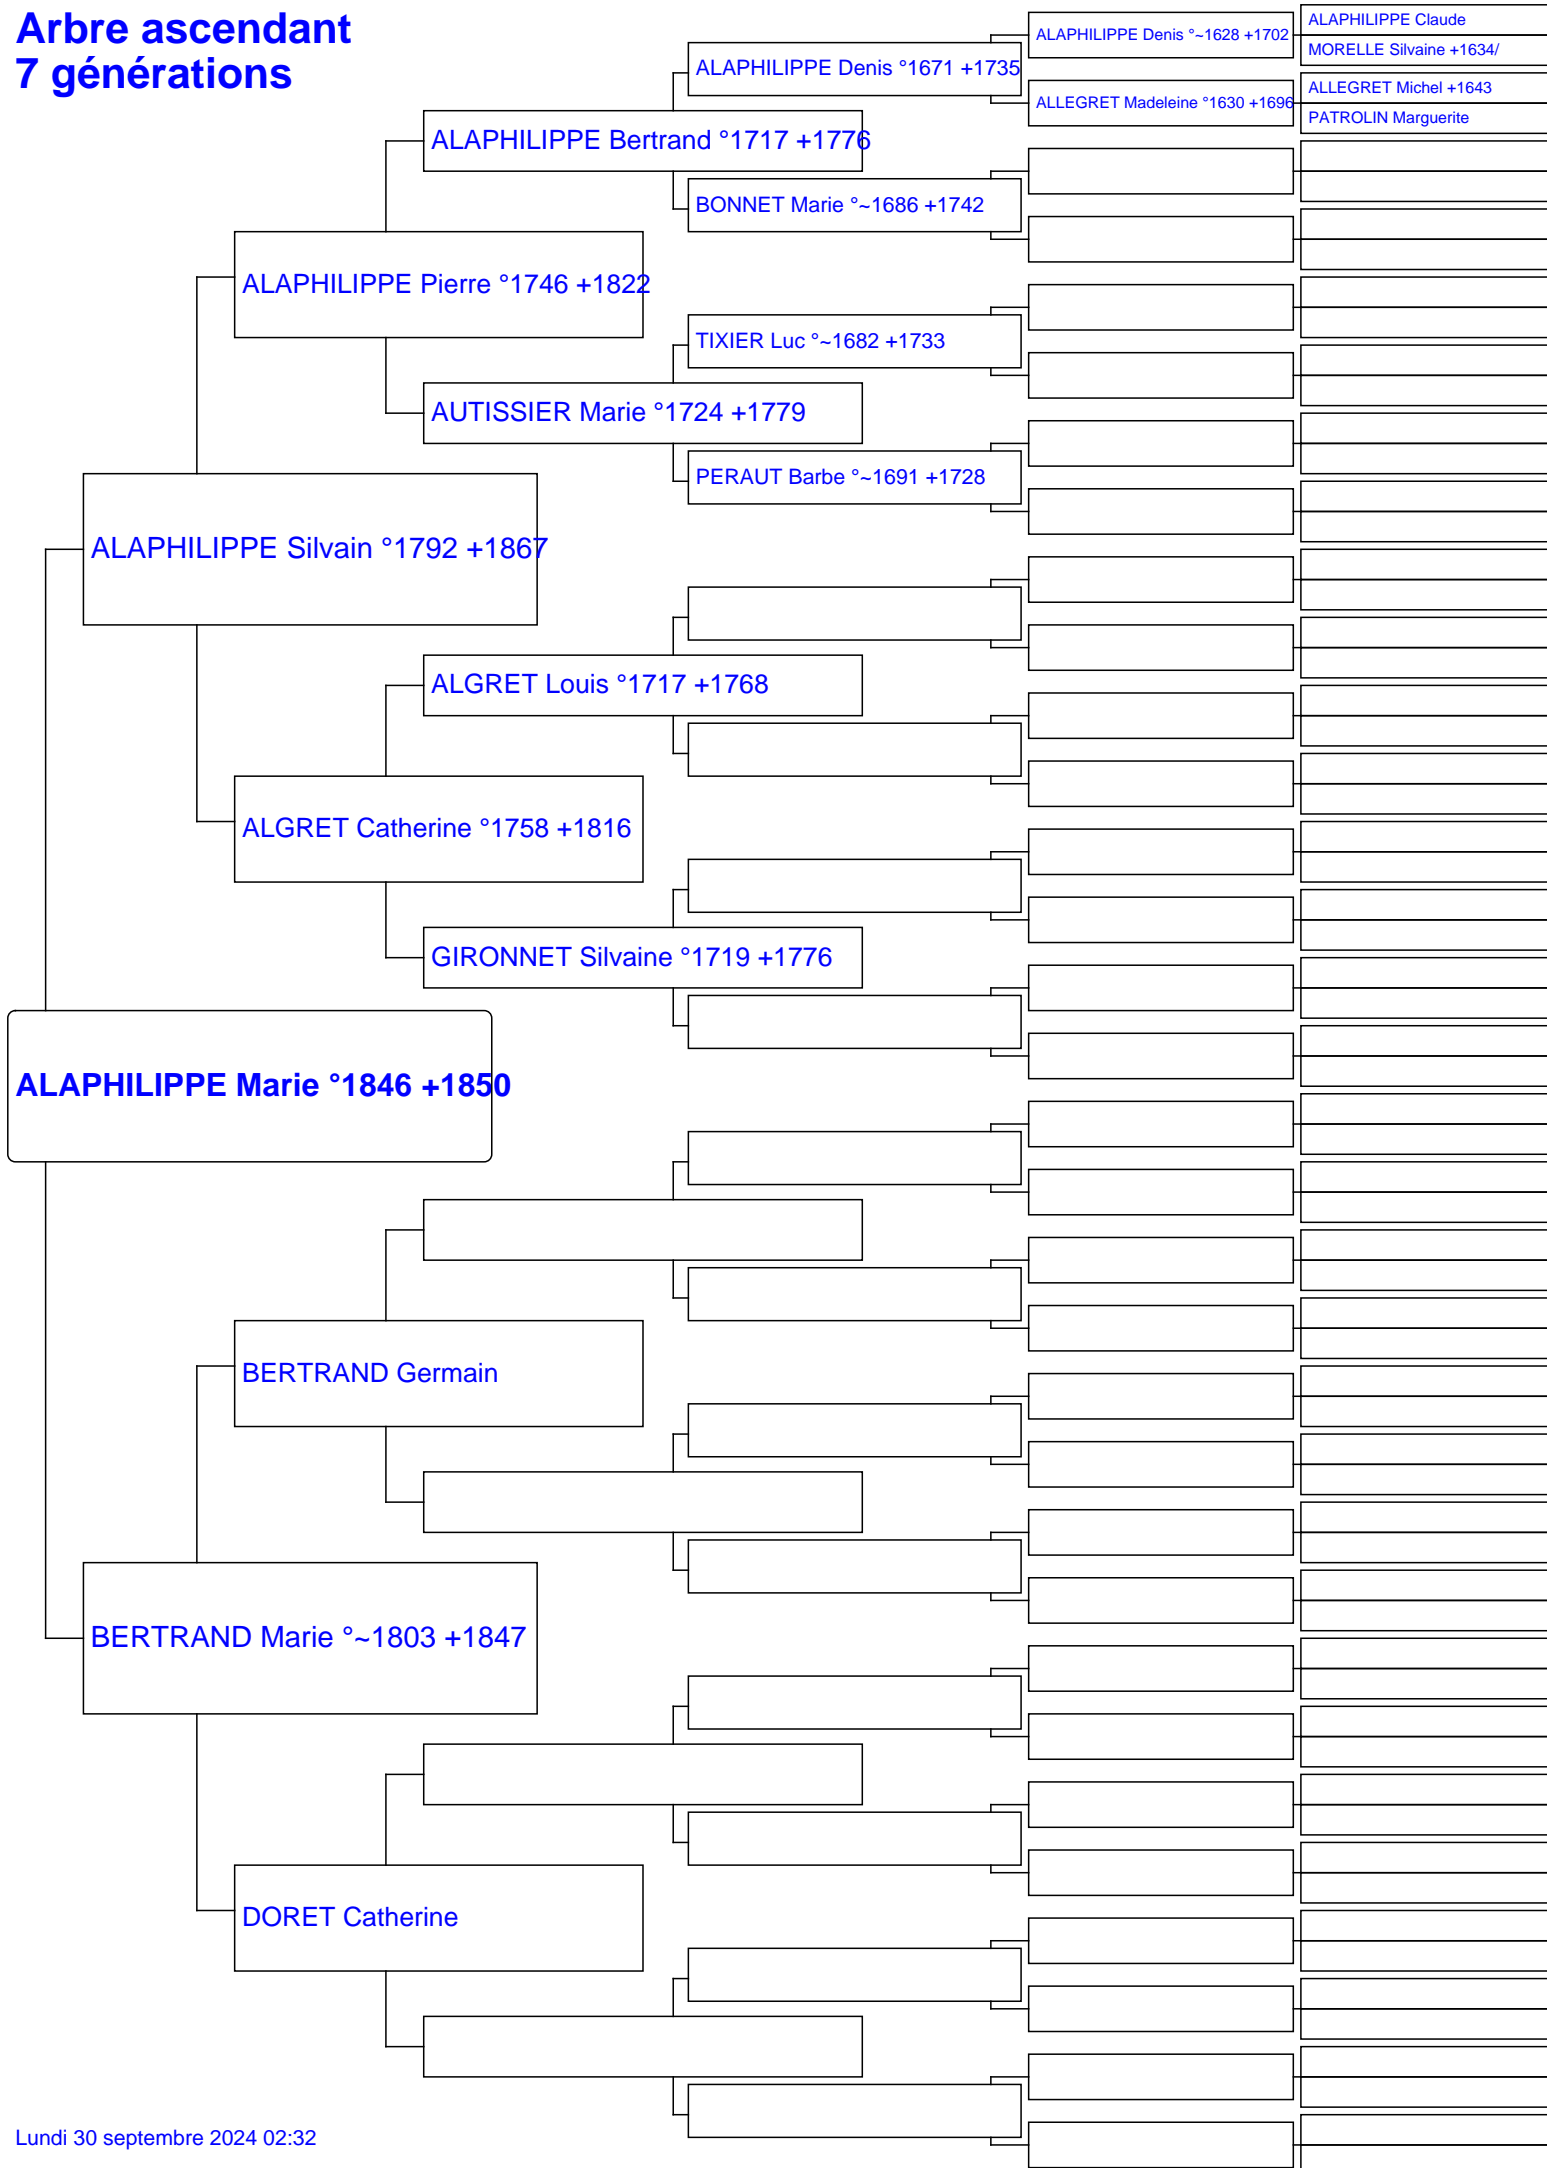 Arbre ascendant
7 générations
ALAPHILIPPE Claude
ALAPHILIPPE Denis °~1628 +1702
MORELLE Silvaine +1634/
ALAPHILIPPE Denis °1671 +1735
ALLEGRET Michel +1643
ALLEGRET Madeleine °1630 +1696
PATROLIN Marguerite
ALAPHILIPPE Bertrand °1717 +1776
BONNET Marie °~1686 +1742
ALAPHILIPPE Pierre °1746 +1822
TIXIER Luc °~1682 +1733
AUTISSIER Marie °1724 +1779
PERAUT Barbe °~1691 +1728
ALAPHILIPPE Silvain °1792 +1867
ALGRET Louis °1717 +1768
ALGRET Catherine °1758 +1816
GIRONNET Silvaine °1719 +1776
ALAPHILIPPE Marie °1846 +1850
BERTRAND Germain
BERTRAND Marie °~1803 +1847
DORET Catherine
Lundi 30 septembre 2024 02:32